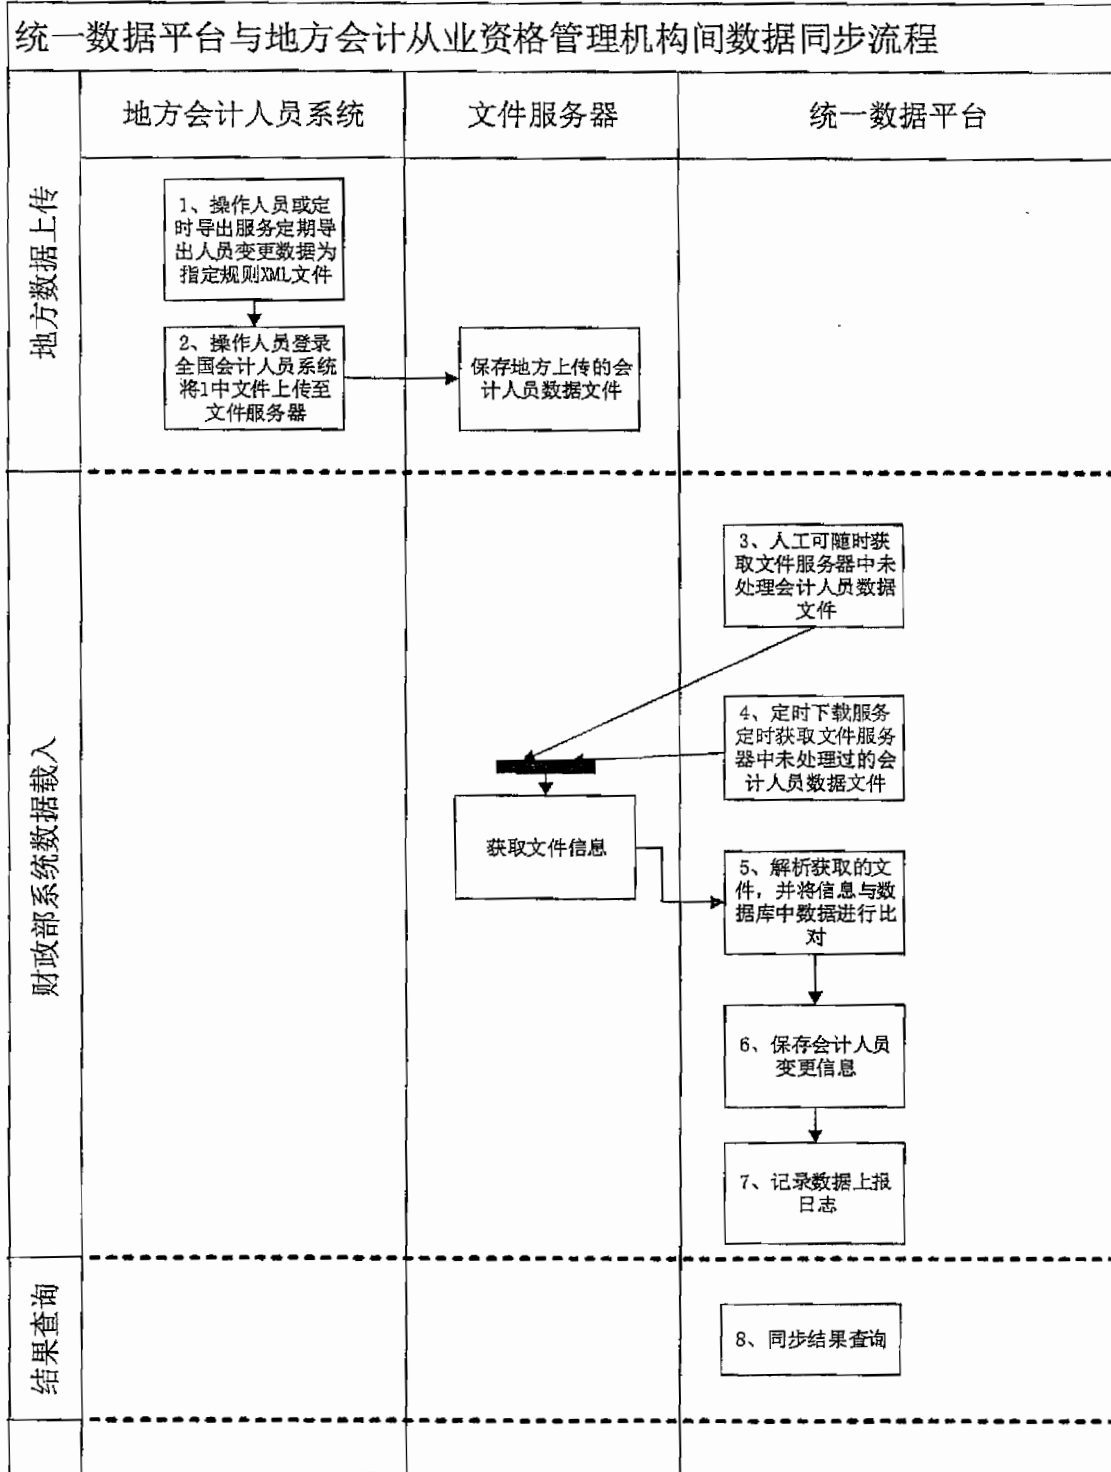 统一数据平台与地方会计从业资格管理机构间数据同步流程
地方会计人员系统
文件服务器
统一数据平台
地方数据上传
1、操作人员或定
时导出服务定期导
出人员变更数据为
指定规则XML文件
2、操作人员登录
全国会计人员系统
将1中文件上传至
文件服务器
保存地方上传的会
计人员数据文件
财政部系统数据载入
3、人工可随时获
取文件服务器中未
处理会计人员数据
文件
4、定时下载服务
定时获取文件服务
器中未处理过的会
计人员数据文件
获取文件信息
5、解析获取的文
件，并将信息与数
据库中数据进行比
对
6、保存会计人员
变更信息
7、记录数据上报
日志
结果查询
8、同步结果查询